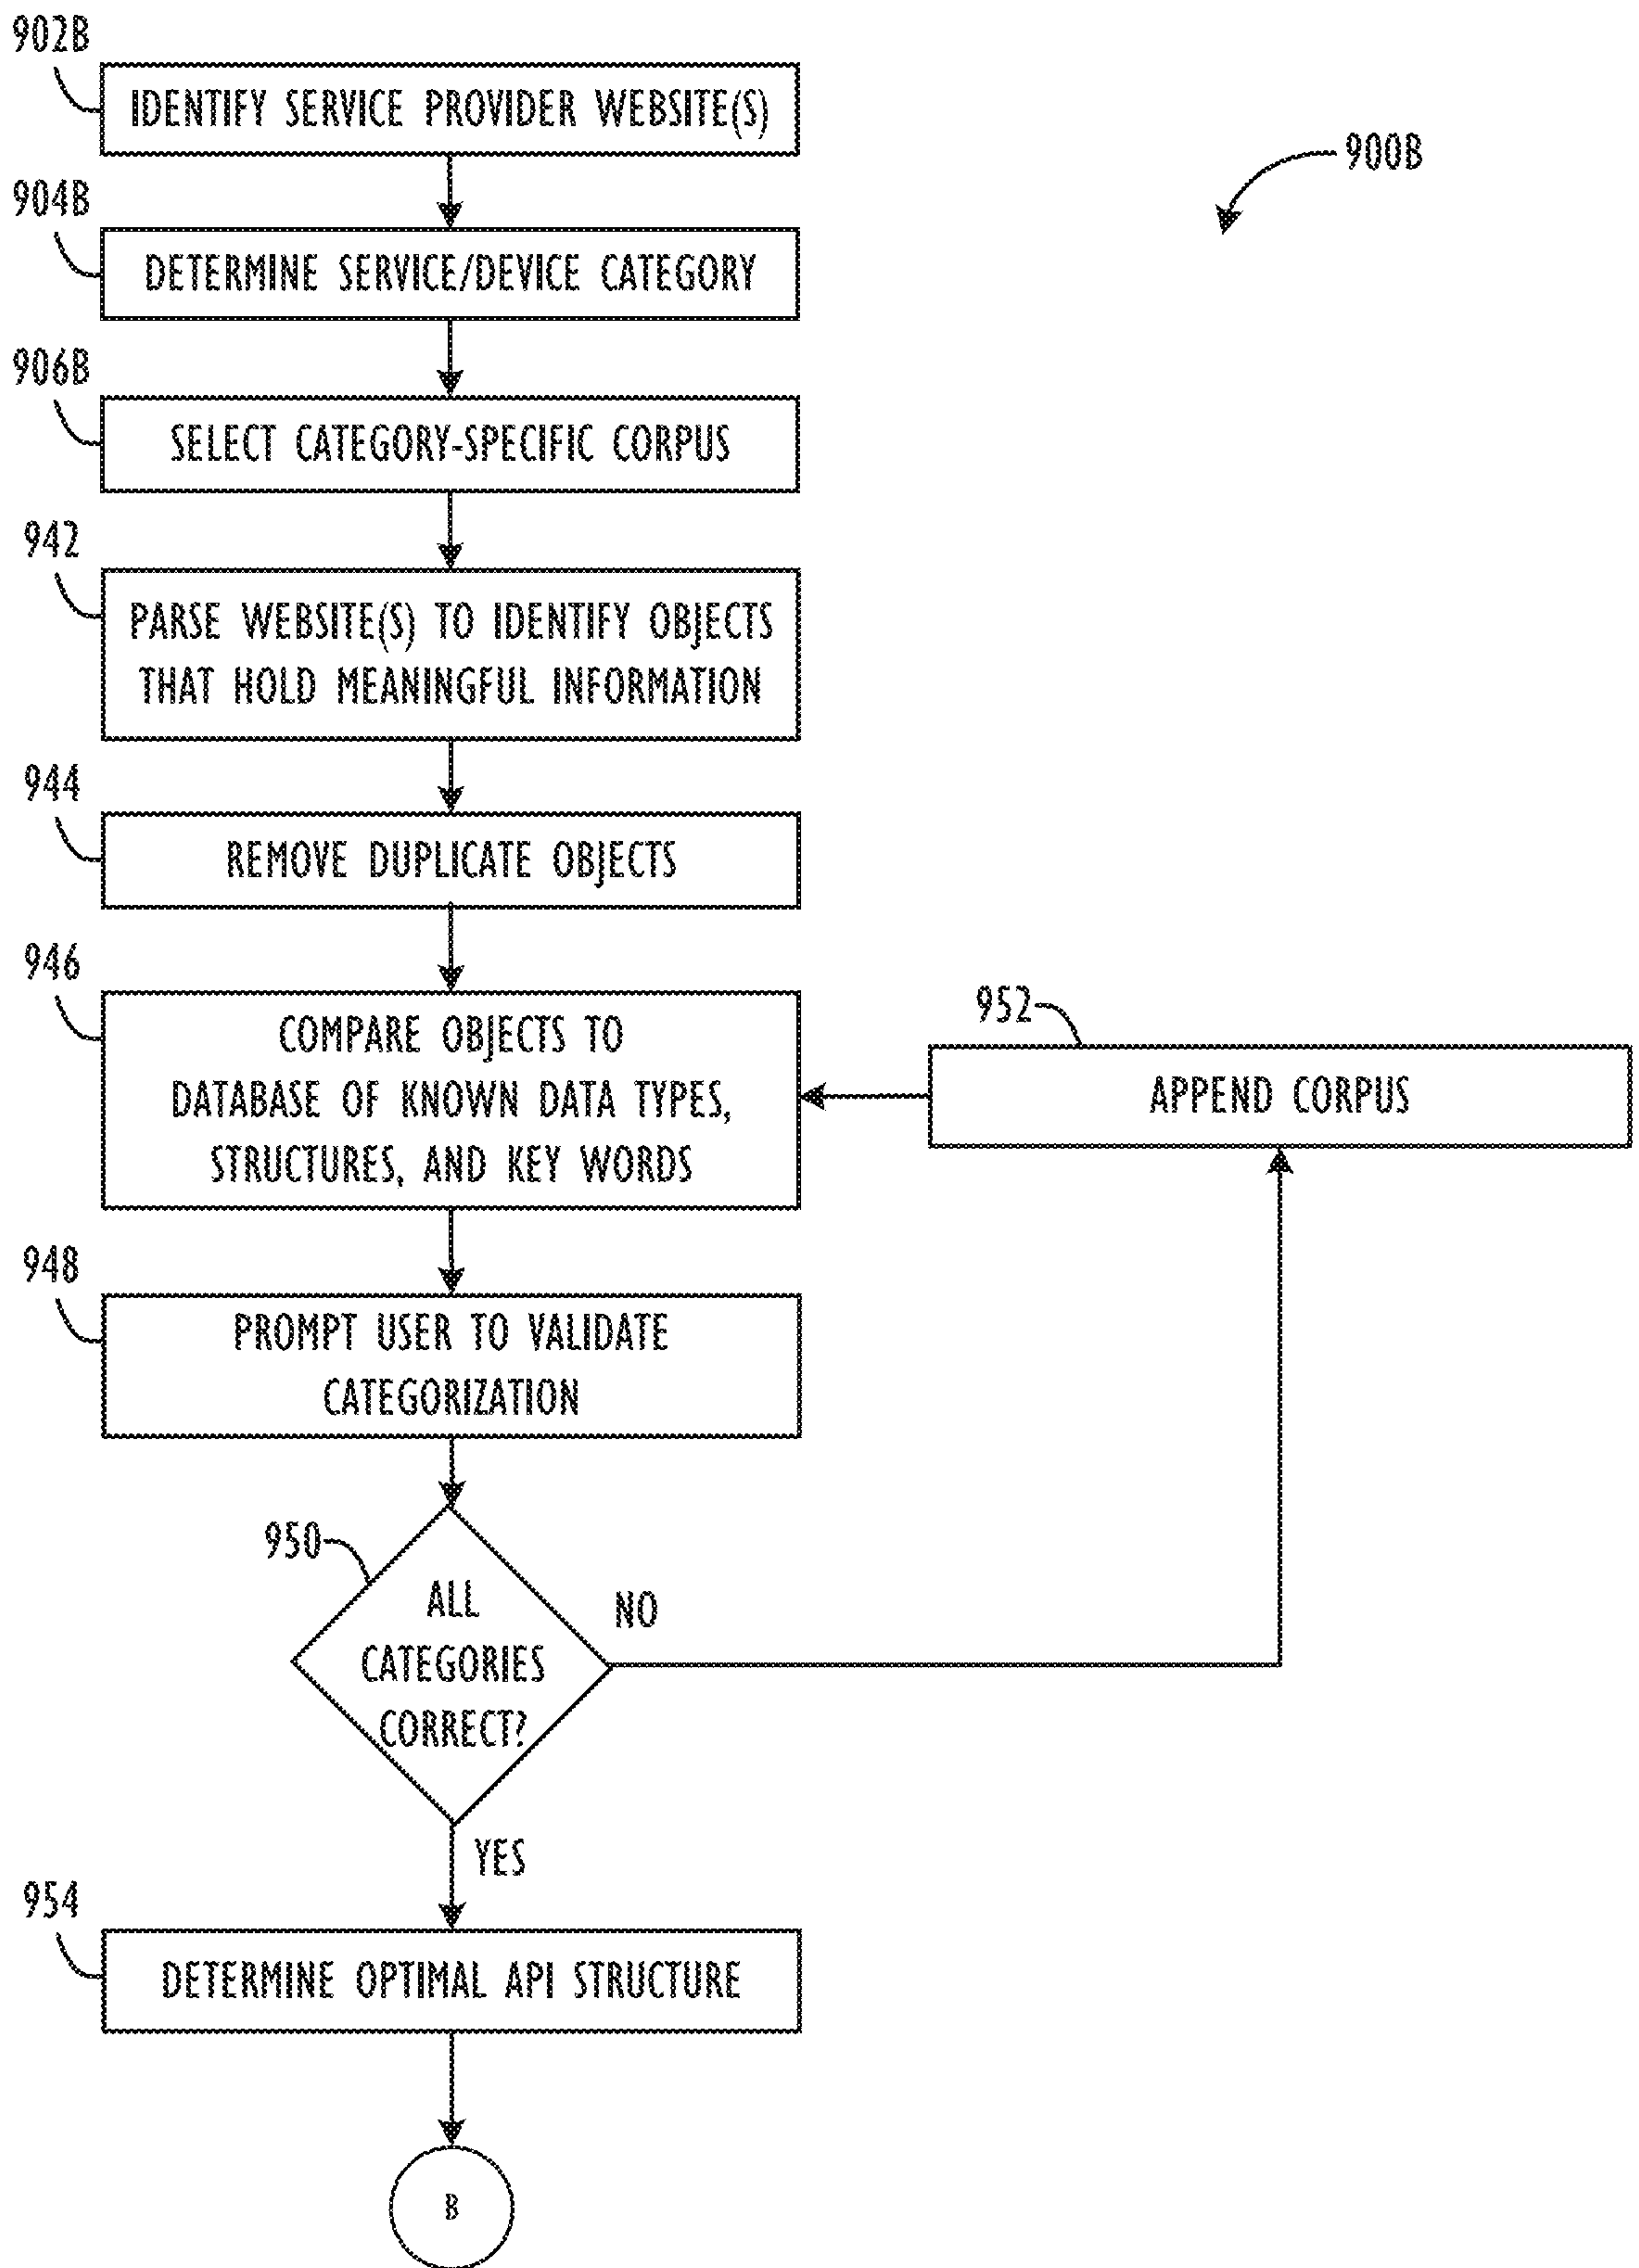 902B
IDENTIFY SERVICE PROVIDER WEBSITE(S)
900B
904B
DETERMINE SERVICE/DEVICE CATEGORY
906B
SELECT CATEGORY-SPECIFIC CORPUS
942
PARSE WEBSITE(S) TO IDENTIFY OBJECTS
THAT HOLD MEANINGFUL INFORMATION
944
REMOVE DUPLICATE OBJECTS
946
COMPARE OBJECTS TO
DATABASE OF KNOWN DATA TYPES,
STRUCTURES, AND KEY WORDS
952
APPEND CORPUS
948
PROMPT USER TO VALIDATE
CATEGORIZATION
950
ALL
CATEGORIES
CORRECT?
NO
YES
954
DETERMINE OPTIMAL API STRUCTURE
B